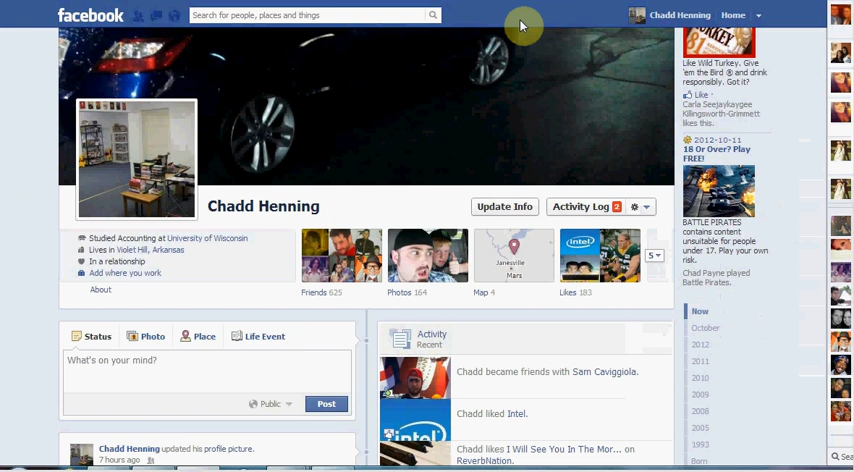 facebook
Search for people, places and things
Chadd Henning
Home
TURKEY
81
Like Wild Turkey. Give
'em the Bird ® and drink
responsibly. Got it?
Like ·
Carla Seejaykaygee
Killingsworth-Grimmett
likes this.
2012-10-11
18 Or Over? Play
FREE!
BATTLE PIRATES
contains content
unsuitable for people
under 17. Play your own
risk.
Chad Payne played
Battle Pirates.
Chadd Henning
Update Info
Activity Log 2
Studied Accounting at University of Wisconsin
Lives in Violet Hill, Arkansas
In a relationship
Add where you work
About
Janesville
Mars
intel
Friends 625
Photos 164
Map 4
Likes 183
5
Now
October
2012
2011
2010
2009
2008
2005
1993
Born
Status
Photo
Place
Life Event
What's on your mind?
Public
Post
Activity
Recent
Chadd became friends with Sam Caviggiola.
Chadd liked Intel.
intel
Chadd likes I Will See You In The Mor... on
ReverbNation.
Chadd Henning updated his profile picture.
7 hours ago
Sea